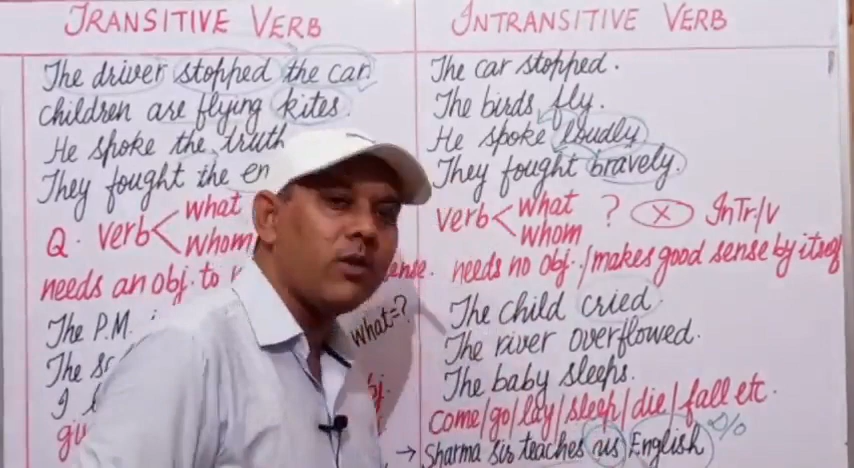 TRANSITIVE VERB
The driver stopped the car
children are flying kites.
He spoke the truth
They fought the en
Q. verb < what
whom
needs an obj. to
ense.
The P.M.
what=?
The
I
obj.
INTRANSITIVE VERB
The car stopped.
The birds fly.
He spoke loudly
They fought bravely.
verb < what ? × InTr/v
whom
needs no obj./makes good sense by itself
The child cried.
The river overflowed.
The baby sleeps.
Come/go/lay/sleep/die/fall etc.
→ Sharma sir teaches us English